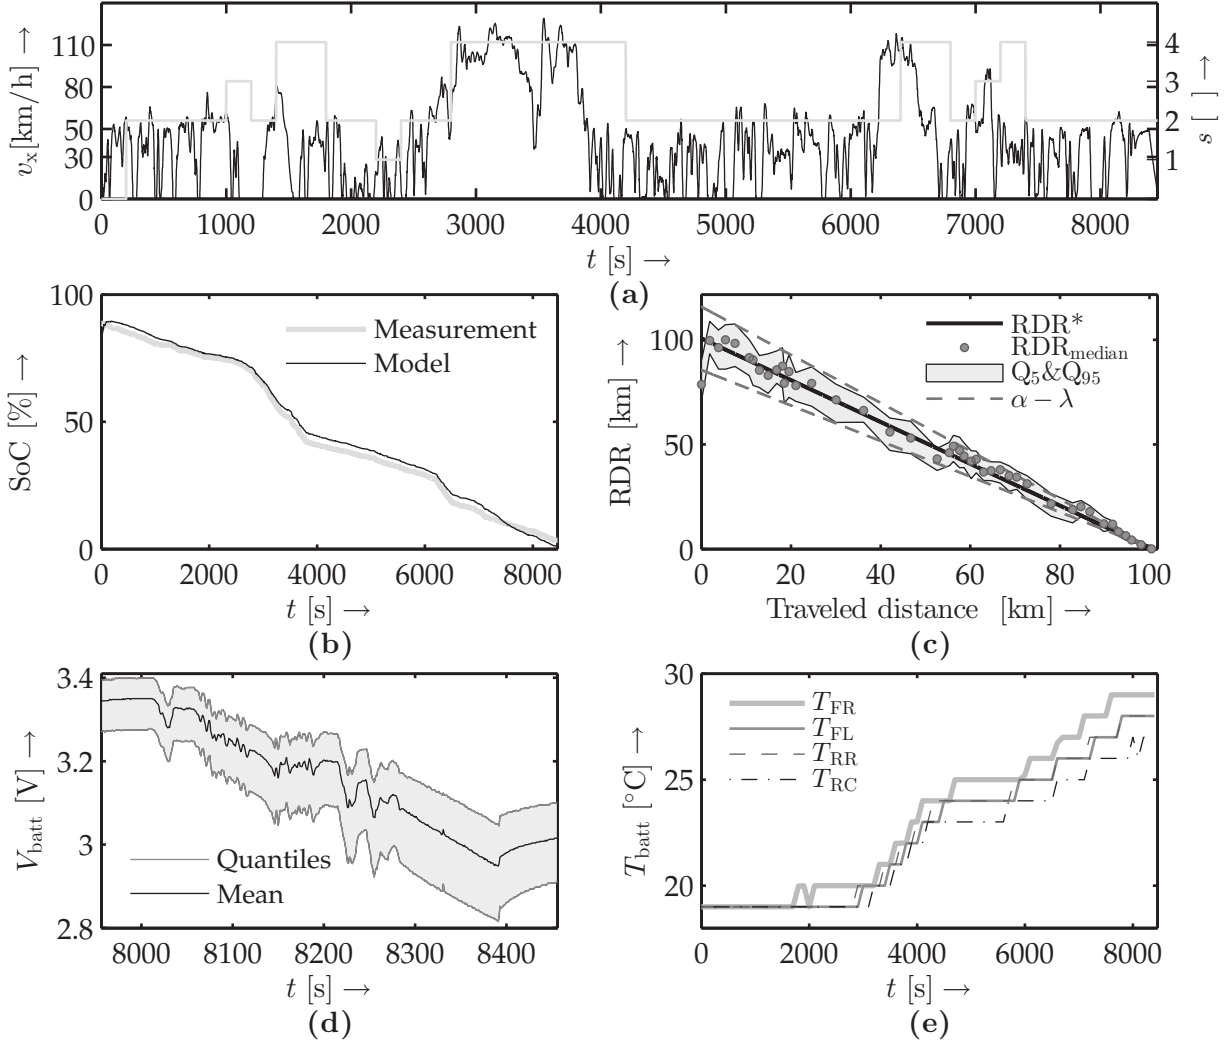 v_x[km/h] →
110
80
50
30
0
4
3
2
1
s [ ] →
0 1000 2000 3000 4000 5000 6000 7000 8000
t [s] →
(a)
SoC [%] →
100
50
0
Measurement
Model
0 2000 4000 6000 8000
t [s] →
(b)
RDR [km] →
100
50
0
RDR*
RDR_median
Q_5&Q_95
α − λ
0 20 40 60 80 100
Traveled distance [km] →
(c)
V_batt [V] →
3.4
3.2
3
2.8
Quantiles
Mean
8000 8100 8200 8300 8400
t [s] →
(d)
T_batt [°C] →
30
25
20
T_FR
T_FL
T_RR
T_RC
0 2000 4000 6000 8000
t [s] →
(e)